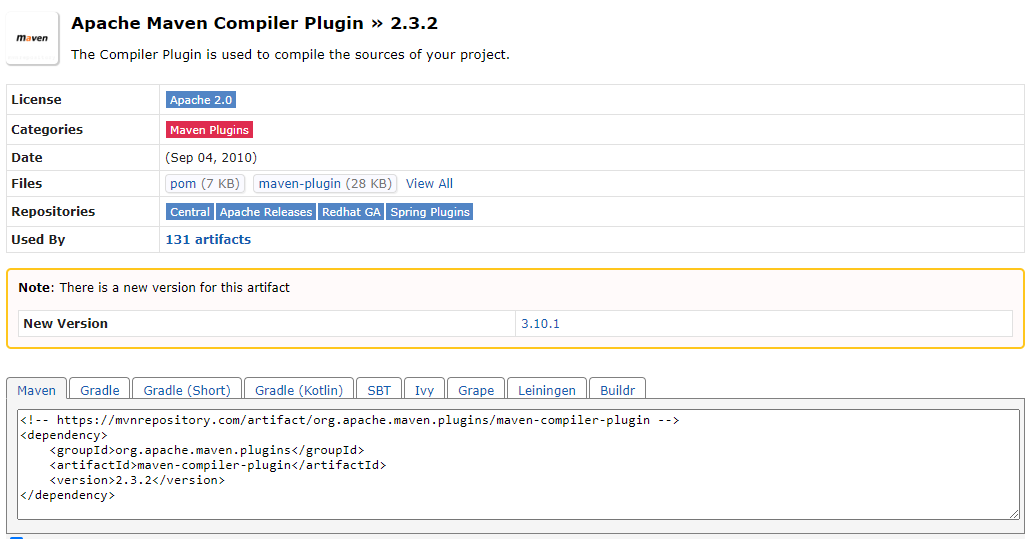 maven
Apache Maven Compiler Plugin » 2.3.2
The Compiler Plugin is used to compile the sources of your project.
License Apache 2.0
Categories Maven Plugins
Date (Sep 04, 2010)
Files pom (7 KB) maven-plugin (28 KB) View All
Repositories Central Apache Releases Redhat GA Spring Plugins
Used By 131 artifacts
Note: There is a new version for this artifact
New Version 3.10.1
Maven Gradle Gradle (Short) Gradle (Kotlin) SBT Ivy Grape Leiningen Buildr
<!-- https://mvnrepository.com/artifact/org.apache.maven.plugins/maven-compiler-plugin -->
<dependency>
    <groupId>org.apache.maven.plugins</groupId>
    <artifactId>maven-compiler-plugin</artifactId>
    <version>2.3.2</version>
</dependency>